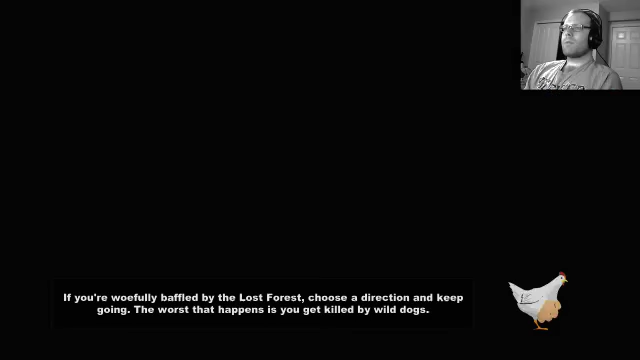 If you're woefully baffled by the Lost Forest, choose a direction and keep
going. The worst that happens is you get killed by wild dogs.